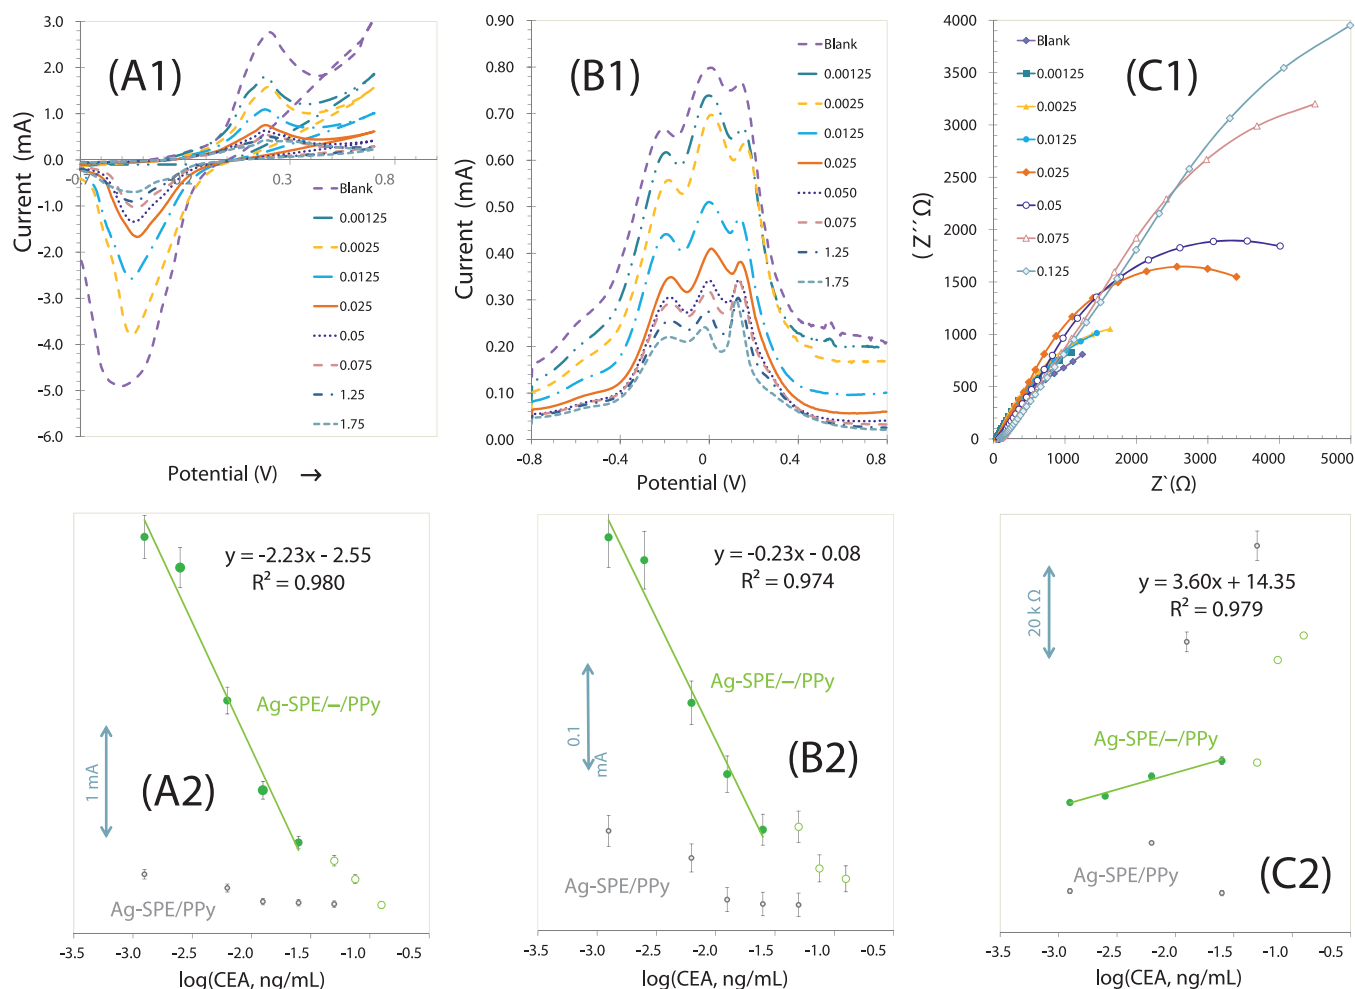 (A1)
Current (mA)
3.0
2.0
1.0
0.0
-1.0
-2.0
-3.0
-4.0
-5.0
-6.0
0.3
0.8
Blank
0.00125
0.0025
0.0125
0.025
0.05
0.075
1.25
1.75
Potential (V) →
(B1)
Current (mA)
0.90
0.80
0.70
0.60
0.50
0.40
0.30
0.20
0.10
0.00
-0.8
-0.4
0
0.4
0.8
Blank
0.00125
0.0025
0.0125
0.025
0.050
0.075
1.25
1.75
Potential (V)
(C1)
(Z´´Ω)
4000
3500
3000
2500
2000
1500
1000
500
0
0
1000
2000
3000
4000
5000
Blank
0.00125
0.0025
0.0125
0.025
0.05
0.075
0.125
Z`(Ω)
y = -2.23x - 2.55
R² = 0.980
Ag-SPE/–/PPy
1 mA
(A2)
Ag-SPE/PPy
-3.5 -3.0 -2.5 -2.0 -1.5 -1.0 -0.5
log(CEA, ng/mL)
y = -0.23x - 0.08
R² = 0.974
Ag-SPE/–/PPy
0.1
mA
(B2)
Ag-SPE/PPy
-3.5 -3.0 -2.5 -2.0 -1.5 -1.0 -0.5
log(CEA, ng/mL)
20 k Ω
y = 3.60x + 14.35
R² = 0.979
Ag-SPE/–/PPy
(C2)
Ag-SPE/PPy
-3.5 -3.0 -2.5 -2.0 -1.5 -1.0 -0.5
log(CEA, ng/mL)